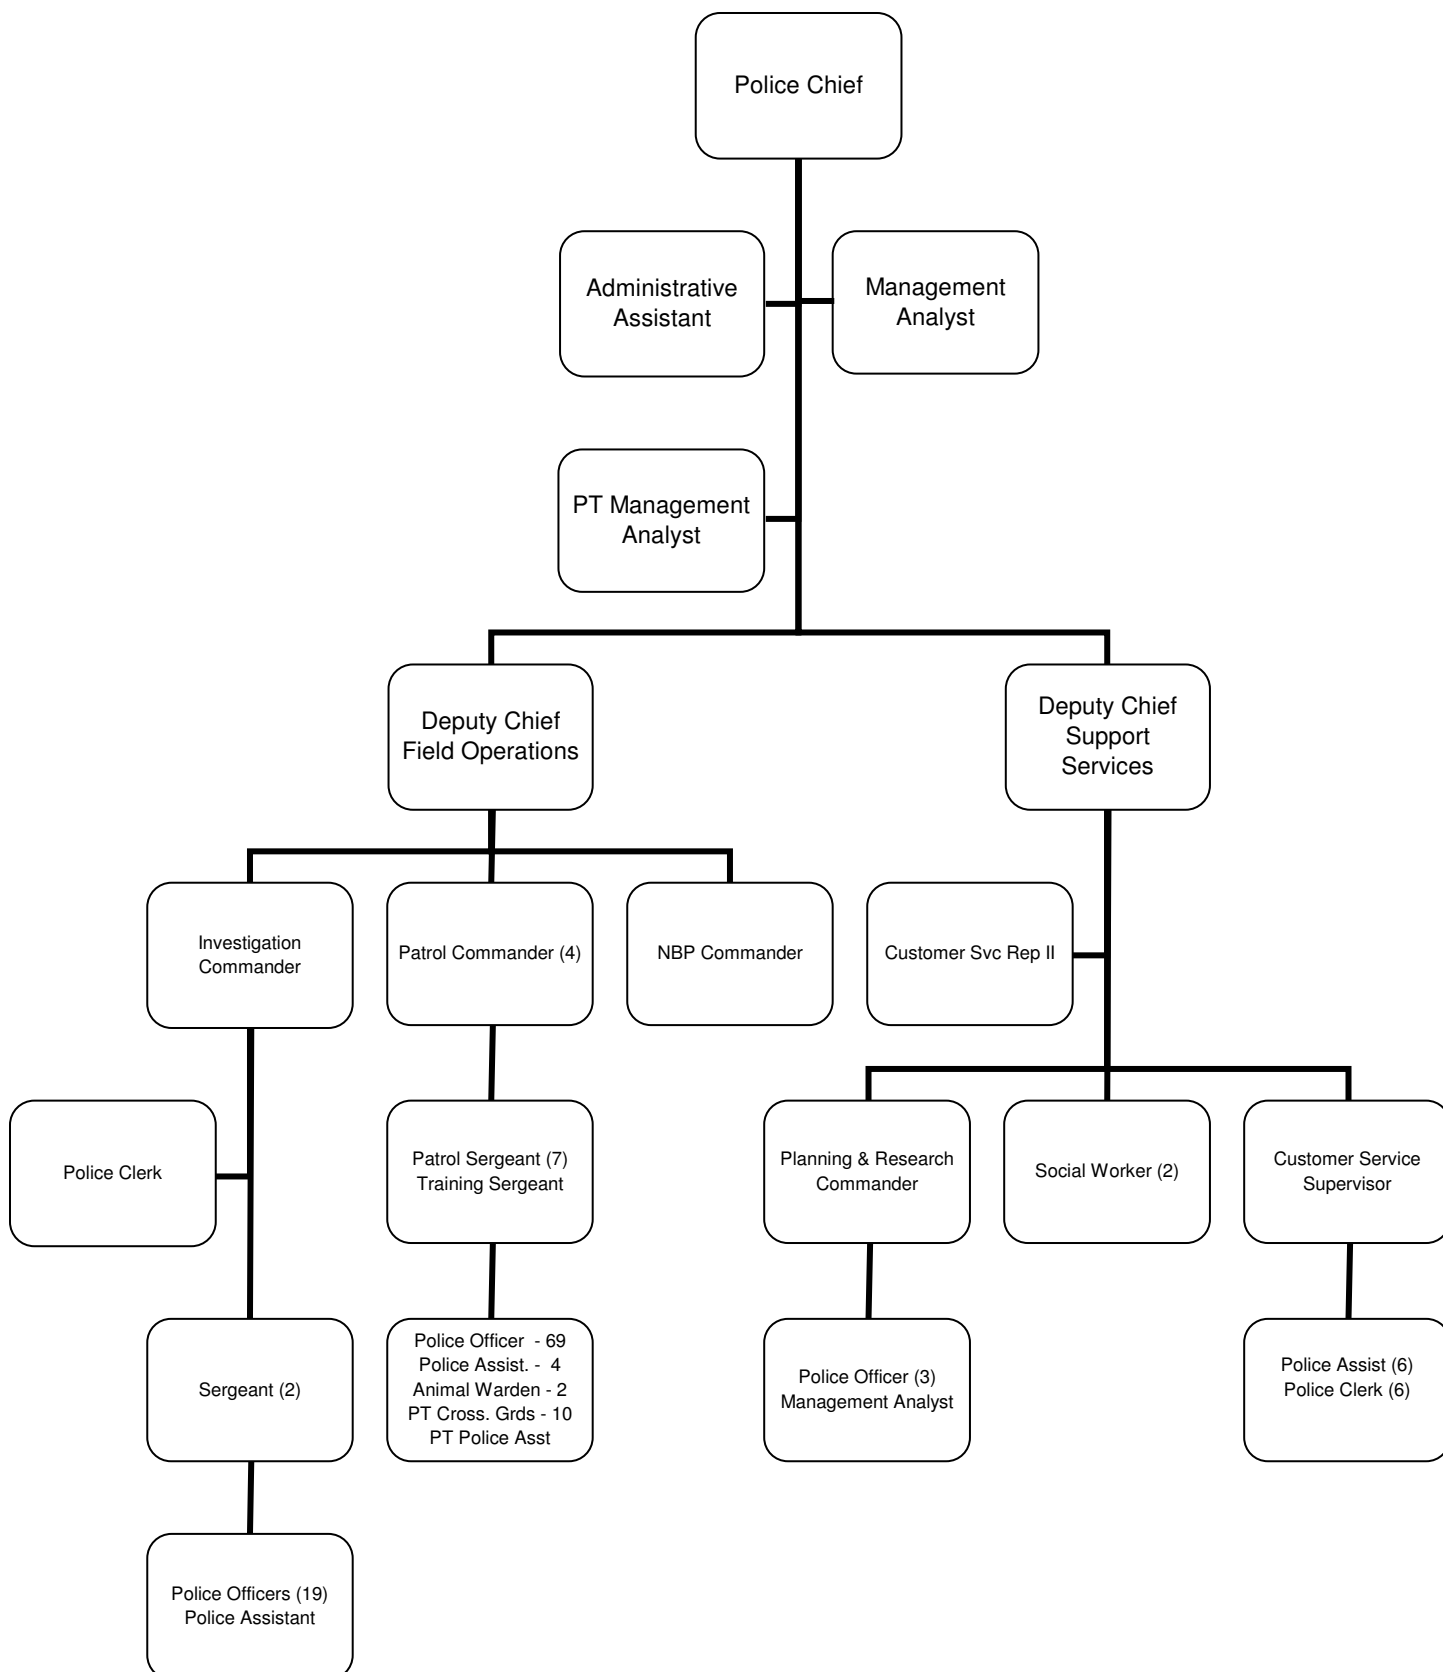 Police Chief
Administrative
Assistant
Management
Analyst
PT Management
Analyst
Deputy Chief
Field Operations
Deputy Chief
Support
Services
Investigation
Commander
Patrol Commander (4)
NBP Commander
Customer Svc Rep II
Police Clerk
Patrol Sergeant (7)
Training Sergeant
Planning & Research
Commander
Social Worker (2)
Customer Service
Supervisor
Sergeant (2)
Police Officer - 69
Police Assist. - 4
Animal Warden - 2
PT Cross. Grds - 10
PT Police Asst
Police Officer (3)
Management Analyst
Police Assist (6)
Police Clerk (6)
Police Officers (19)
Police Assistant